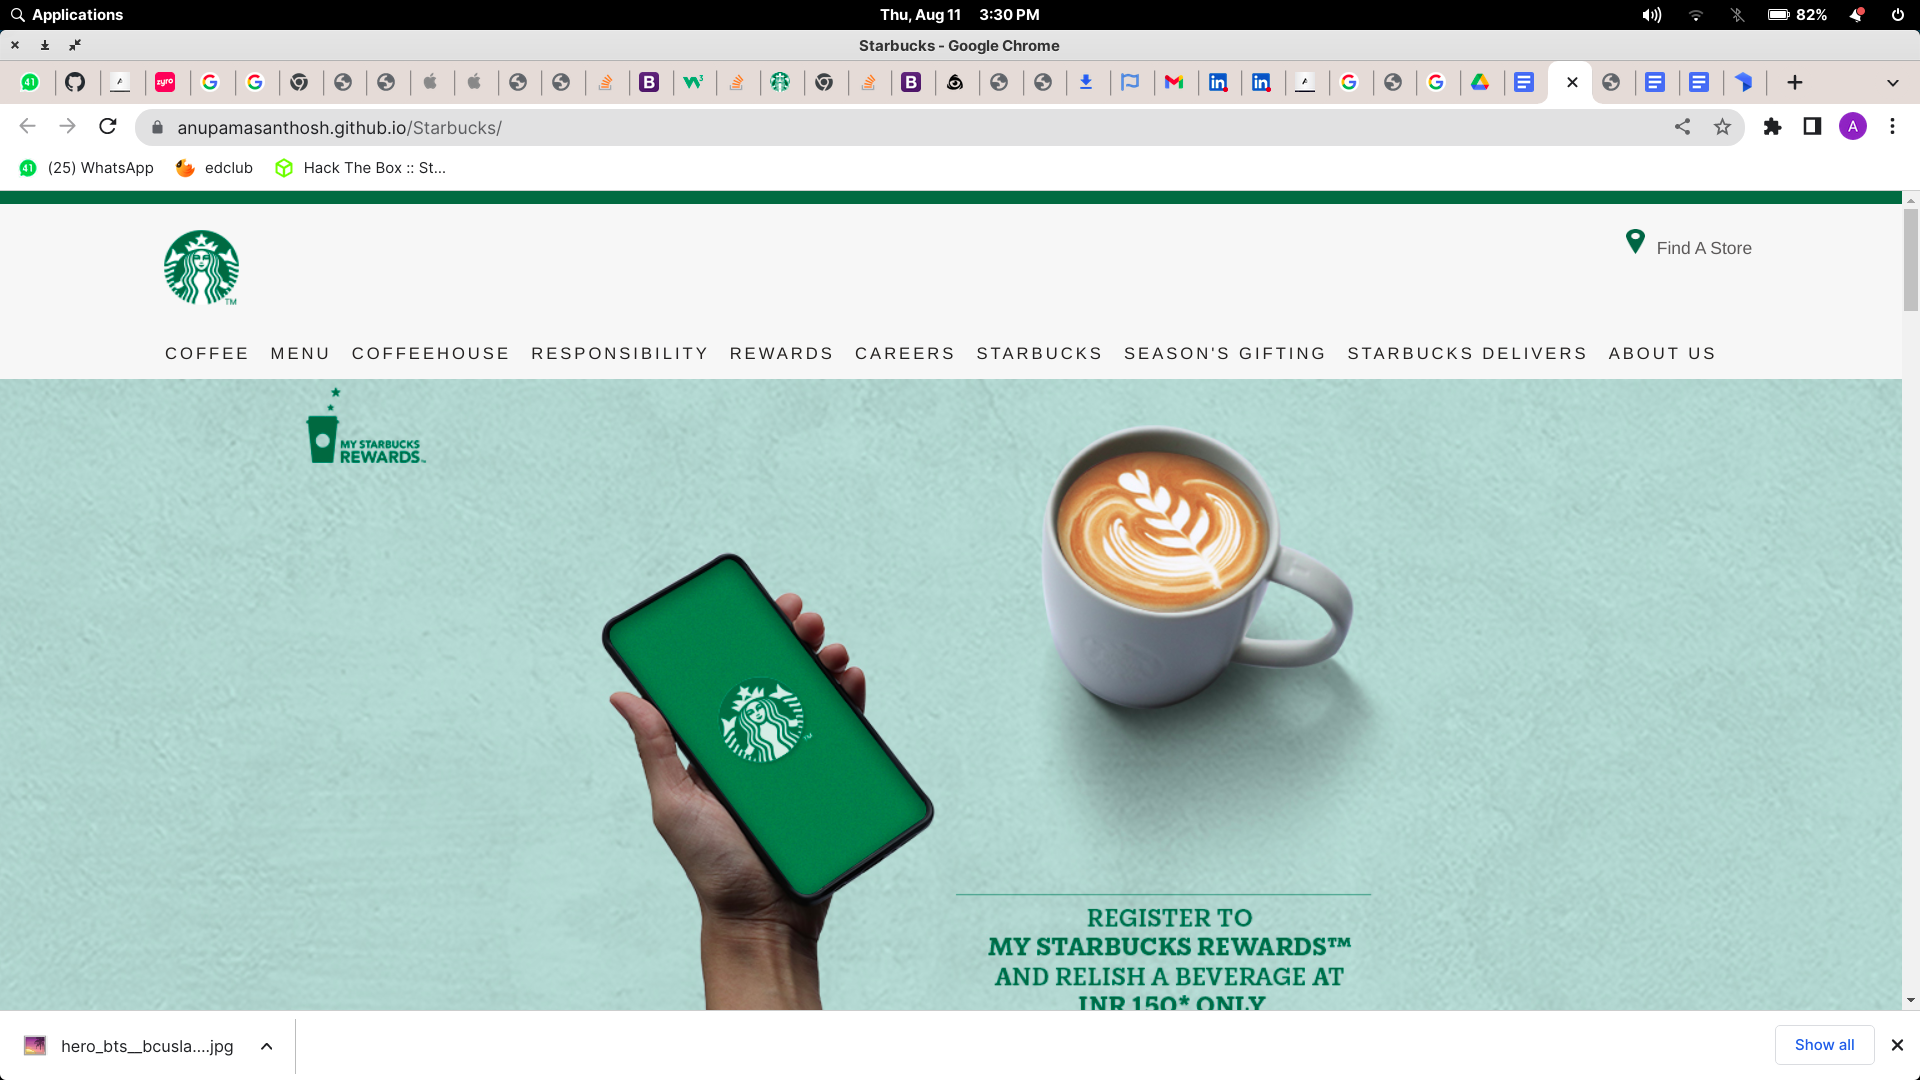 Applications
Thu, Aug 11 3:30 PM
82%
Starbucks - Google Chrome
anupamasanthosh.github.io/Starbucks/
A
(25) WhatsApp
edclub
Hack The Box :: St...
Find A Store
TM
COFFEE MENU COFFEEHOUSE RESPONSIBILITY REWARDS CAREERS STARBUCKS SEASON'S GIFTING STARBUCKS DELIVERS ABOUT US
MY STARBUCKS
REWARDS™
REGISTER TO
MY STARBUCKS REWARDS™
AND RELISH A BEVERAGE AT
INR 150* ONLY
hero_bts__bcusla....jpg
Show all